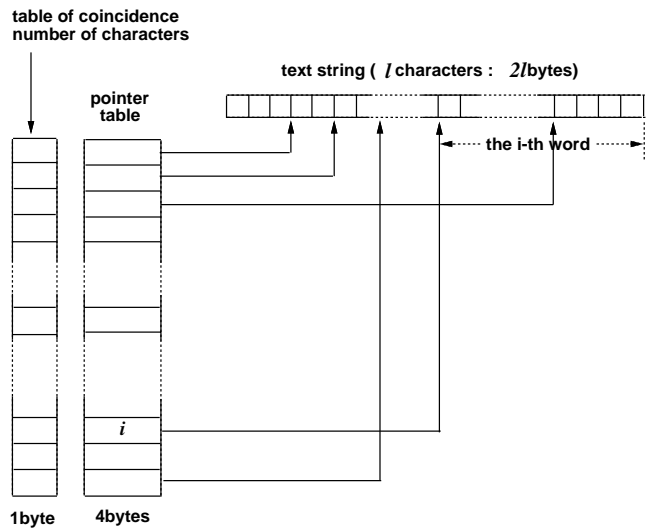 table of coincidence
number of characters
text string ( l characters : 2l bytes)
pointer
table
the i-th word
i
1byte
4bytes